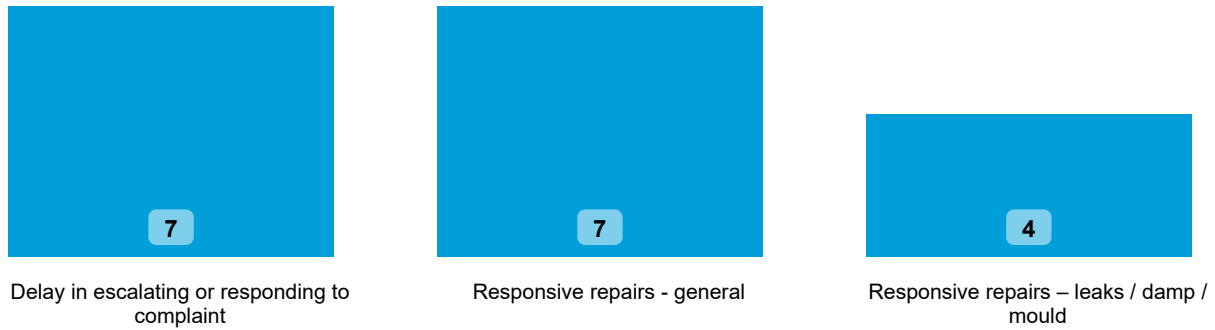 7
7
4
Delay in escalating or responding to
complaint
Responsive repairs - general
Responsive repairs – leaks / damp /
mould